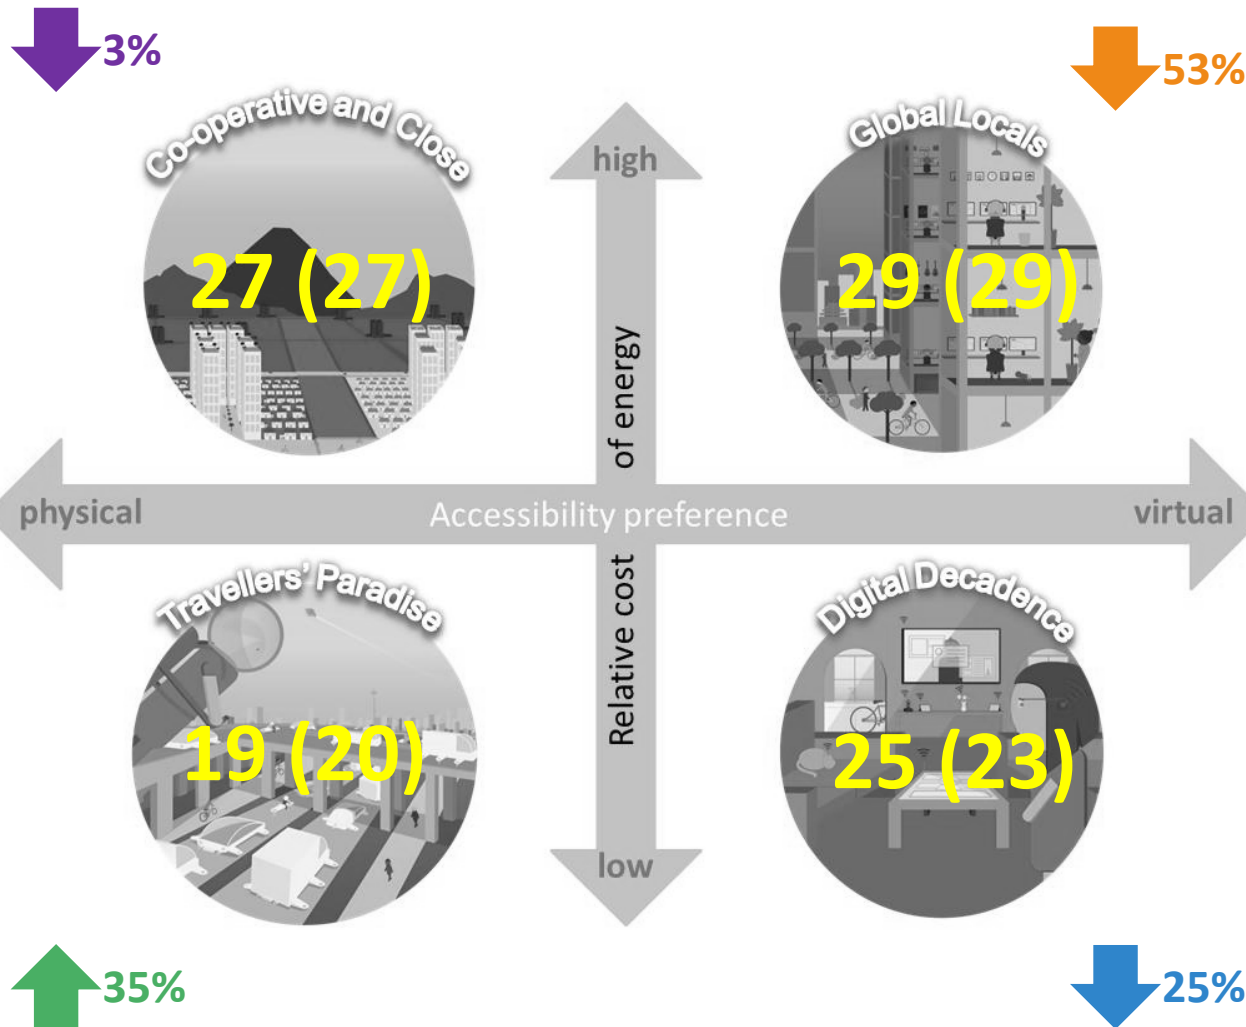 3%
53%
Co-operative and Close
Global Locals
high
27 (27)
29 (29)
of energy
physical
Accessibility preference
virtual
Relative cost
Travellers' Paradise
Digital Decadence
19 (20)
25 (23)
low
35%
25%